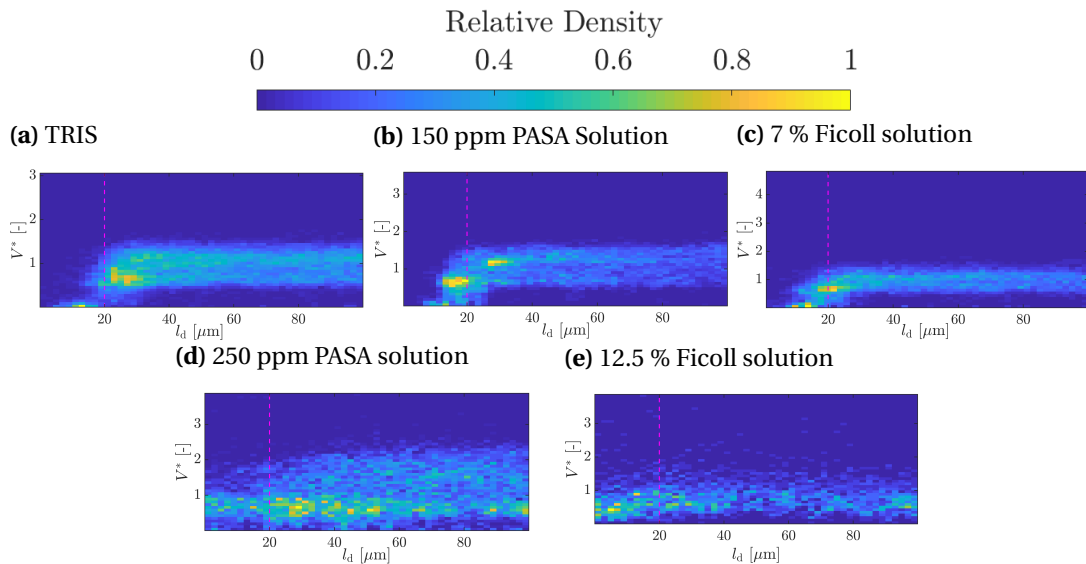 Relative Density
0 0.2 0.4 0.6 0.8 1
(a) TRIS
(b) 150 ppm PASA Solution
(c) 7 % Ficoll solution
3
2
1
V* [-]
20 40 60 80
l_d [μm]
3
2
1
V* [-]
20 40 60 80
l_d [μm]
4
3
2
1
V* [-]
20 40 60 80
l_d [μm]
(d) 250 ppm PASA solution
(e) 12.5 % Ficoll solution
3
2
1
V* [-]
20 40 60 80
l_d [μm]
3
2
1
V* [-]
20 40 60 80
l_d [μm]